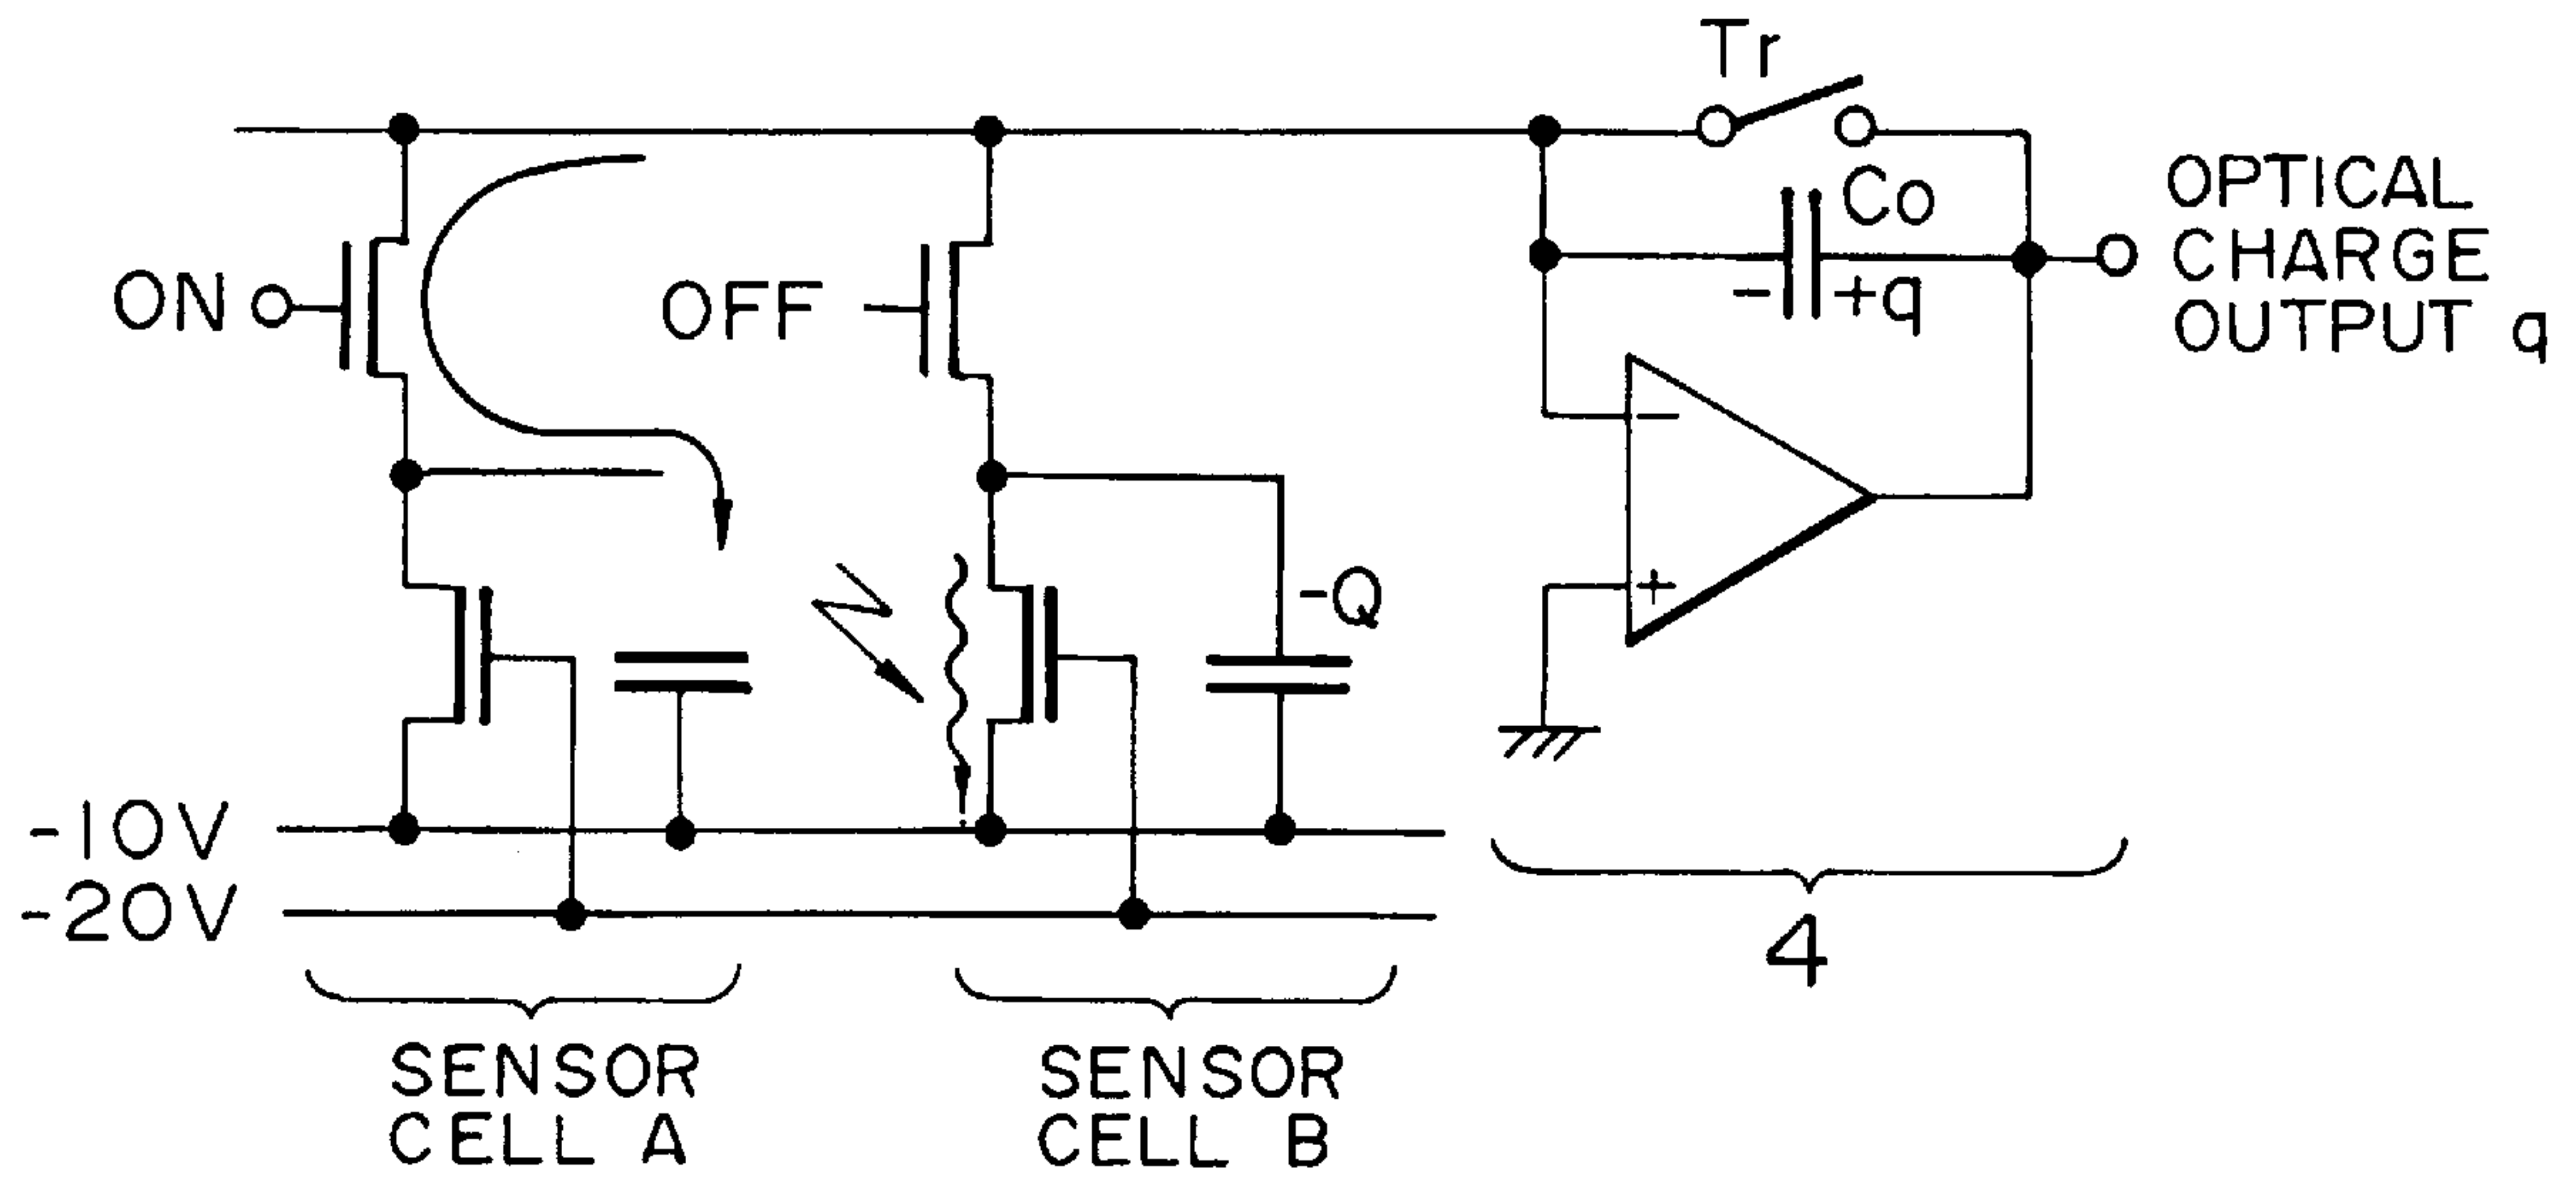 Tr
Co
- +q
OPTICAL
CHARGE
OUTPUT q
ON
OFF
-
+
-Q
-10V
-20V
4
SENSOR
CELL A
SENSOR
CELL B